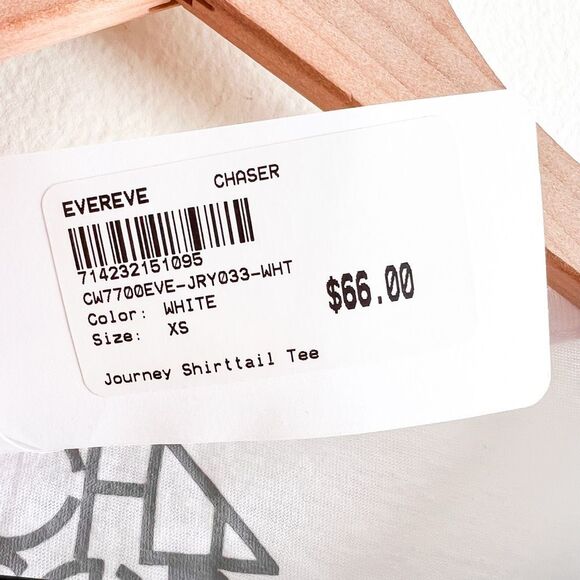 EVEREVE CHASER
714232151095
CW7700EVE-JRY033-WHT
Color: WHITE
Size: XS
$66.00
Journey Shirttail Tee